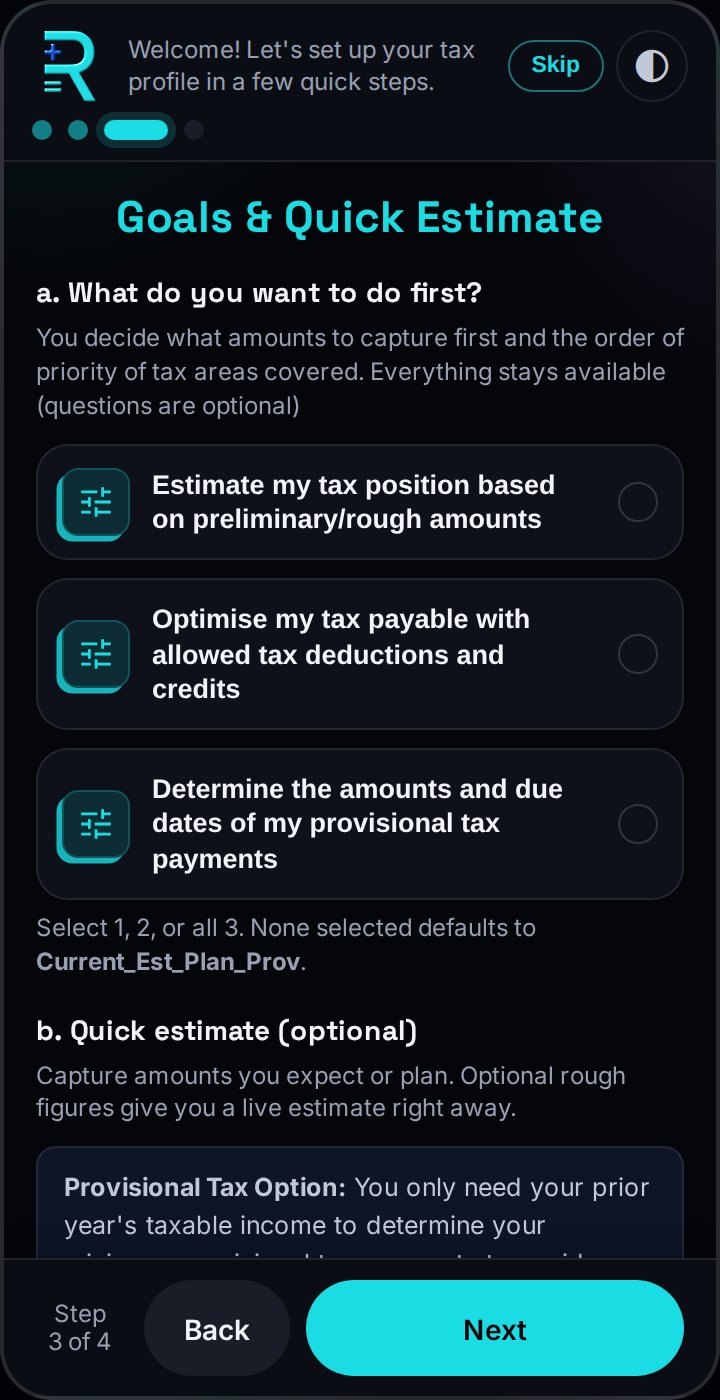 Welcome! Let's set up your tax
profile in a few quick steps.
Skip
Goals & Quick Estimate
a. What do you want to do first?
You decide what amounts to capture first and the order of
priority of tax areas covered. Everything stays available
(questions are optional)
Estimate my tax position based
on preliminary/rough amounts
Optimise my tax payable with
allowed tax deductions and
credits
Determine the amounts and due
dates of my provisional tax
payments
Select 1, 2, or all 3. None selected defaults to
Current_Est_Plan_Prov.
b. Quick estimate (optional)
Capture amounts you expect or plan. Optional rough
figures give you a live estimate right away.
Provisional Tax Option: You only need your prior
year's taxable income to determine your
Step
3 of 4
Back
Next